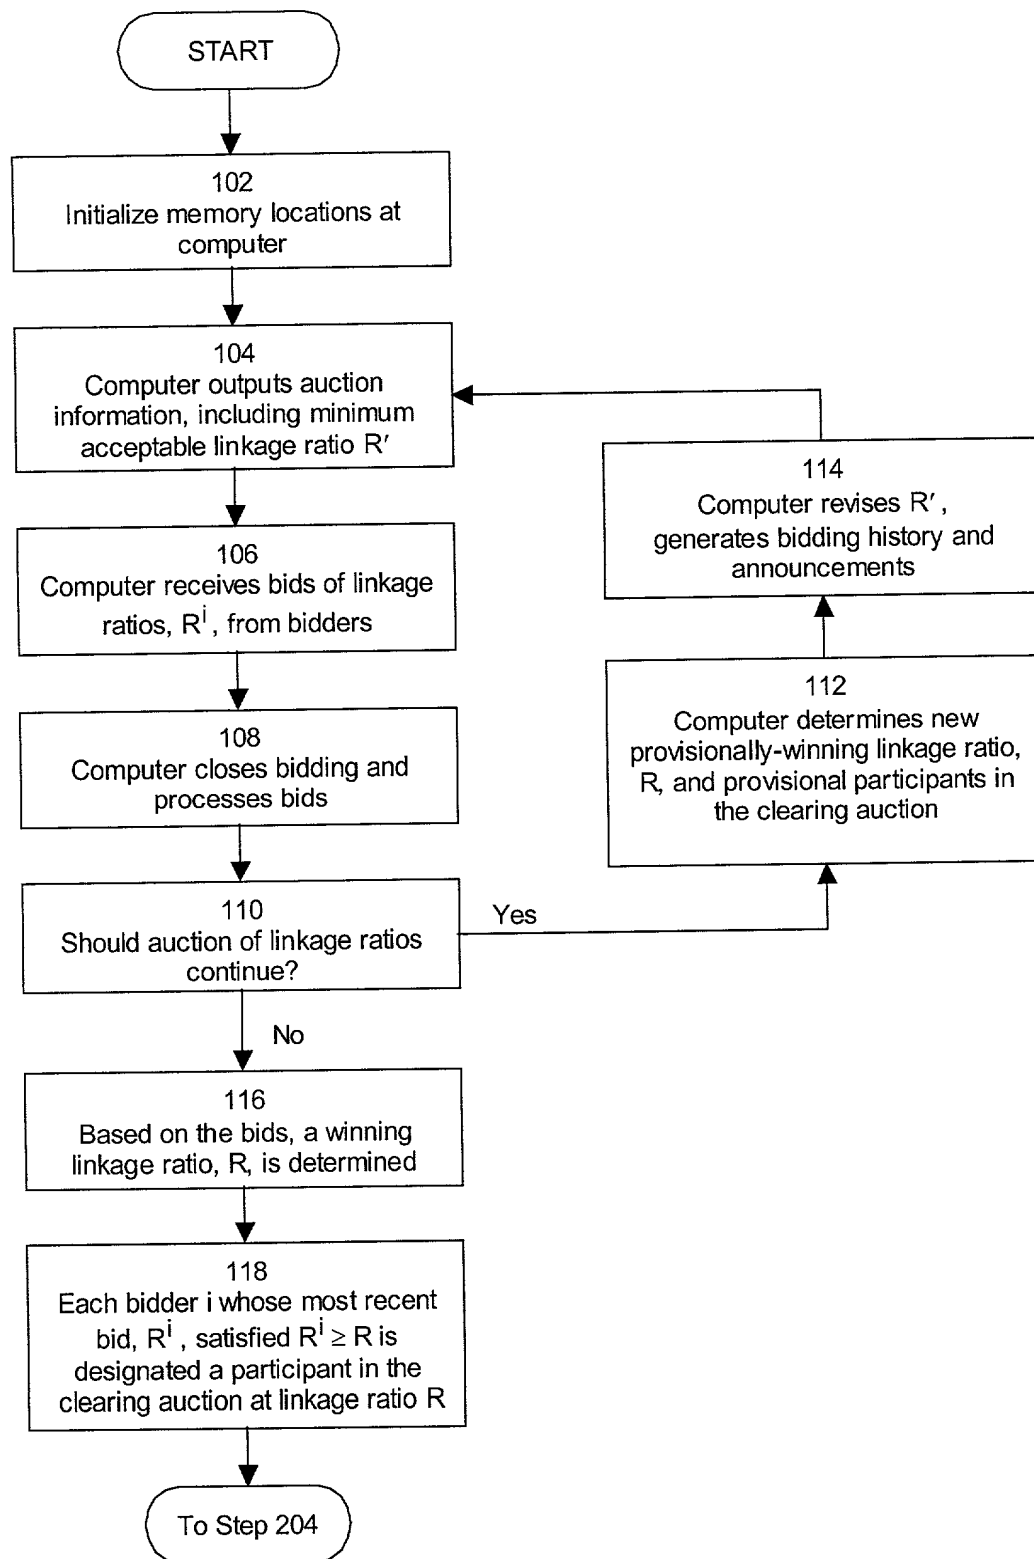 START
102
Initialize memory locations at
computer
104
Computer outputs auction
information, including minimum
acceptable linkage ratio R′
106
Computer receives bids of linkage
ratios, Rⁱ, from bidders
108
Computer closes bidding and
processes bids
110
Should auction of linkage ratios
continue?
Yes
112
Computer determines new
provisionally-winning linkage ratio,
R, and provisional participants in
the clearing auction
114
Computer revises R′,
generates bidding history and
announcements
No
116
Based on the bids, a winning
linkage ratio, R, is determined
118
Each bidder i whose most recent
bid, Rⁱ, satisfied Rⁱ ≥ R is
designated a participant in the
clearing auction at linkage ratio R
To Step 204